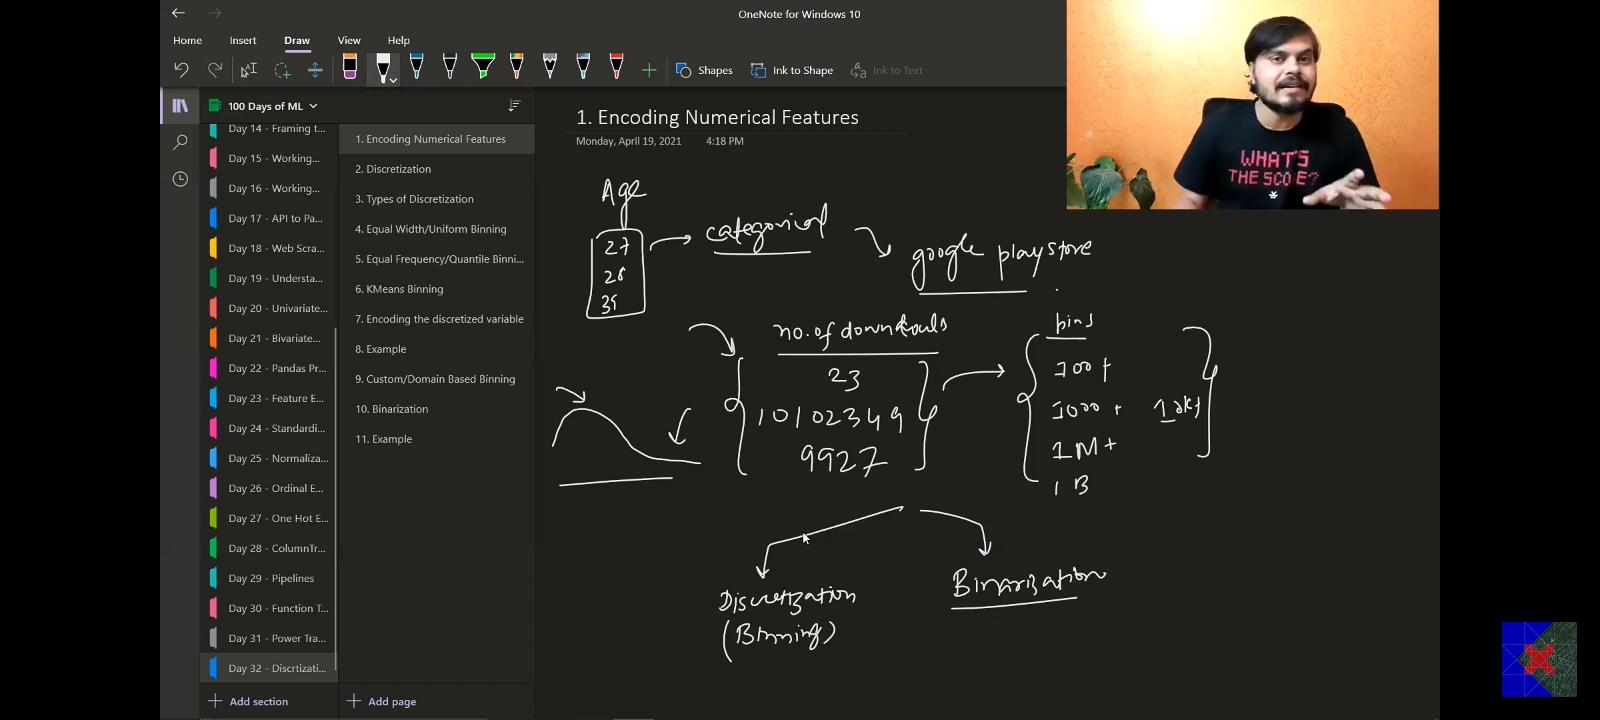 OneNote for Windows 10
Home Insert Draw View Help
Shapes Ink to Shape Ink to Text
100 Days of ML
Day 14 - Framing t...
Day 15 - Working...
Day 16 - Working...
Day 17 - API to Pa...
Day 18 - Web Scra...
Day 19 - Understa...
Day 20 - Univariate...
Day 21 - Bivariate...
Day 22 - Pandas Pr...
Day 23 - Feature E...
Day 24 - Standardi...
Day 25 - Normaliza...
Day 26 - Ordinal E...
Day 27 - One Hot E...
Day 28 - ColumnTr...
Day 29 - Pipelines
Day 30 - Function T...
Day 31 - Power Tra...
Day 32 - Discrtizati...
Add section
1. Encoding Numerical Features
2. Discretization
3. Types of Discretization
4. Equal Width/Uniform Binning
5. Equal Frequency/Quantile Binni...
6. KMeans Binning
7. Encoding the discretized variable
8. Example
9. Custom/Domain Based Binning
10. Binarization
11. Example
Add page
1. Encoding Numerical Features
Monday, April 19, 2021 4:18 PM
Age
27
categorical
google playstore
no. of downloads
23
10102349
9927
bins
100+
1000+
1M+
1B
Discretization
(Binning)
Binarization
WHAT'S
THE SCORE?